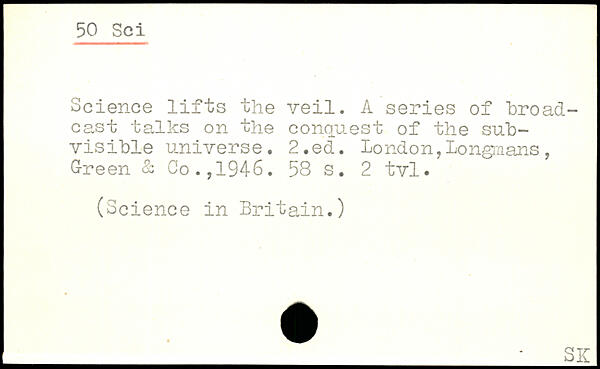 50 Sci
Science lifts the veil. A series of broad-
cast talks on the conquest of the sub-
visible universe. 2.ed. London,Longmans,
Green & Co.,1946. 58 s. 2 tvl.
(Science in Britain.)
SK